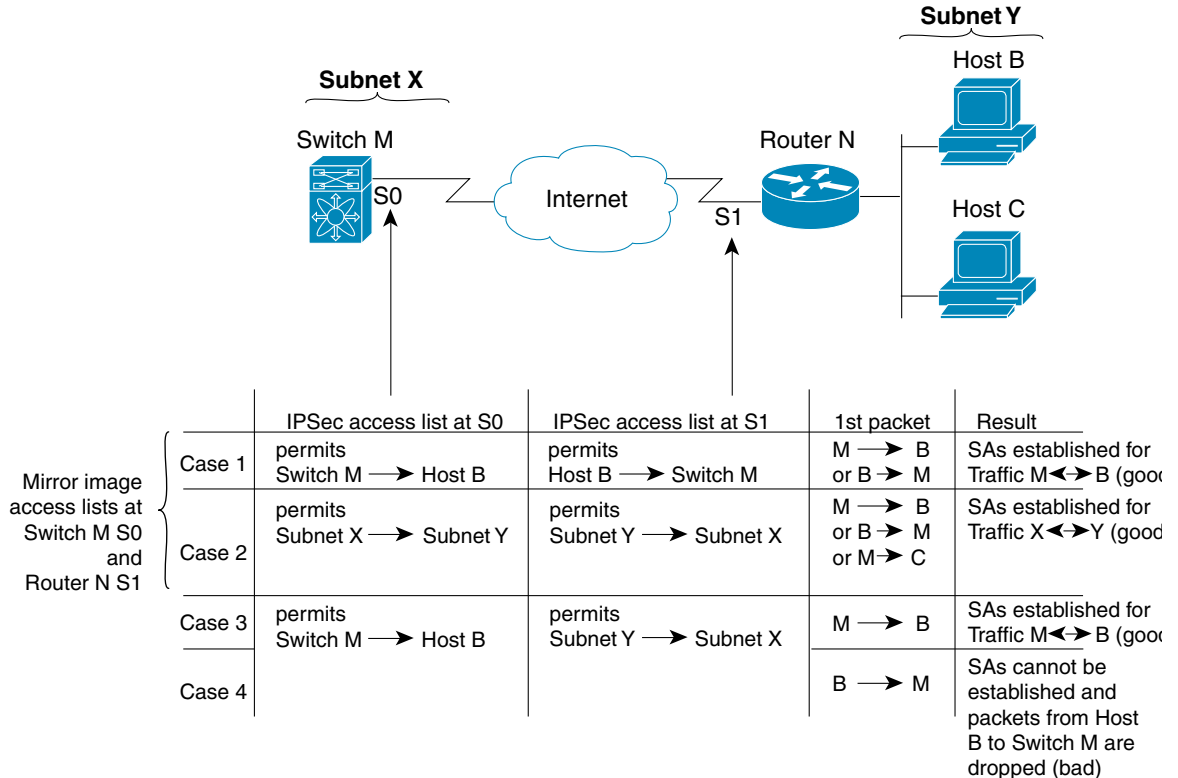 Subnet Y
Host B
Subnet X
Switch M
Router N
S0
Internet
S1
Host C
IPSec access list at S0
IPSec access list at S1
1st packet
Result
Mirror image
access lists at
Switch M S0
and
Router N S1
Case 1
permits
Switch M → Host B
permits
Host B → Switch M
M → B
or B → M
SAs established for
Traffic M ↔ B (good
Case 2
permits
Subnet X → Subnet Y
permits
Subnet Y → Subnet X
M → B
or B → M
or M → C
SAs established for
Traffic X ↔ Y (good
Case 3
permits
Switch M → Host B
permits
Subnet Y → Subnet X
M → B
SAs established for
Traffic M ↔ B (good
Case 4
B → M
SAs cannot be
established and
packets from Host
B to Switch M are
dropped (bad)